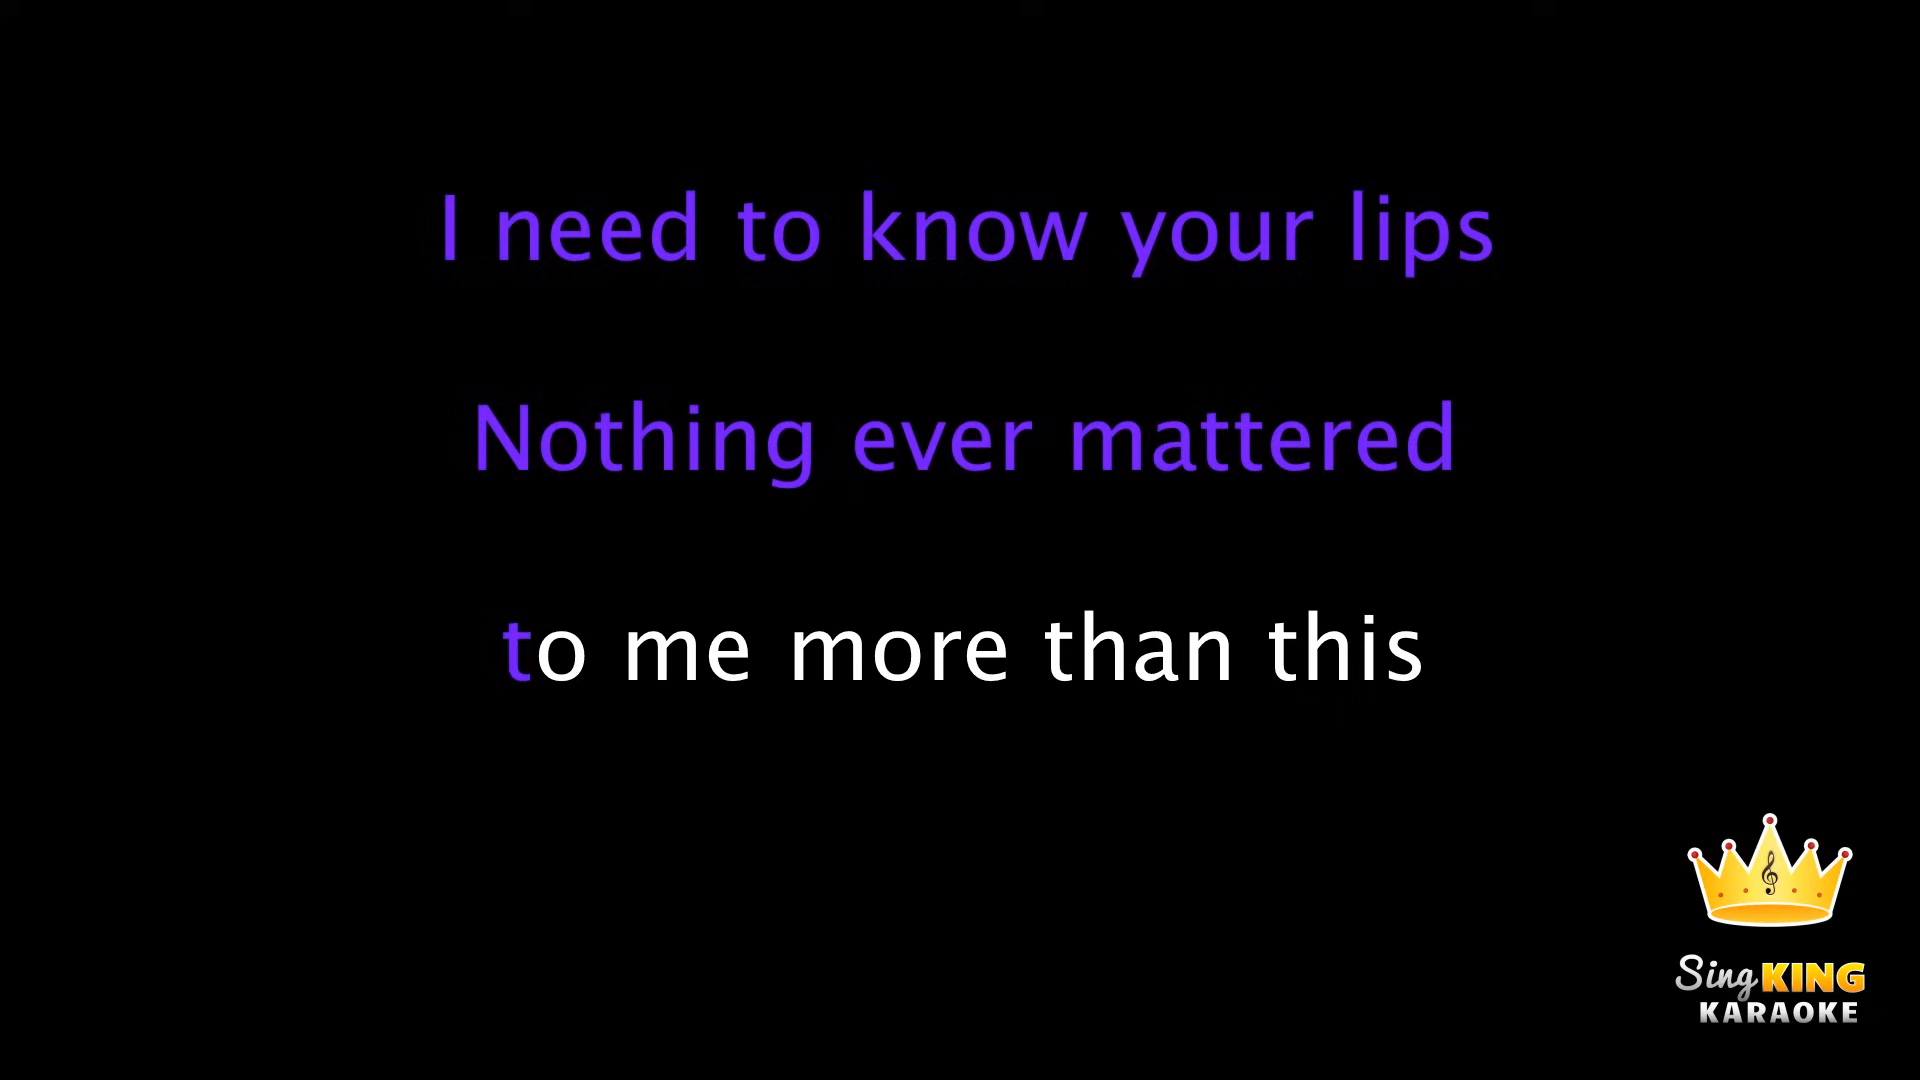 I need to know your lips
Nothing ever mattered
to me more than this
Sing KING
KARAOKE